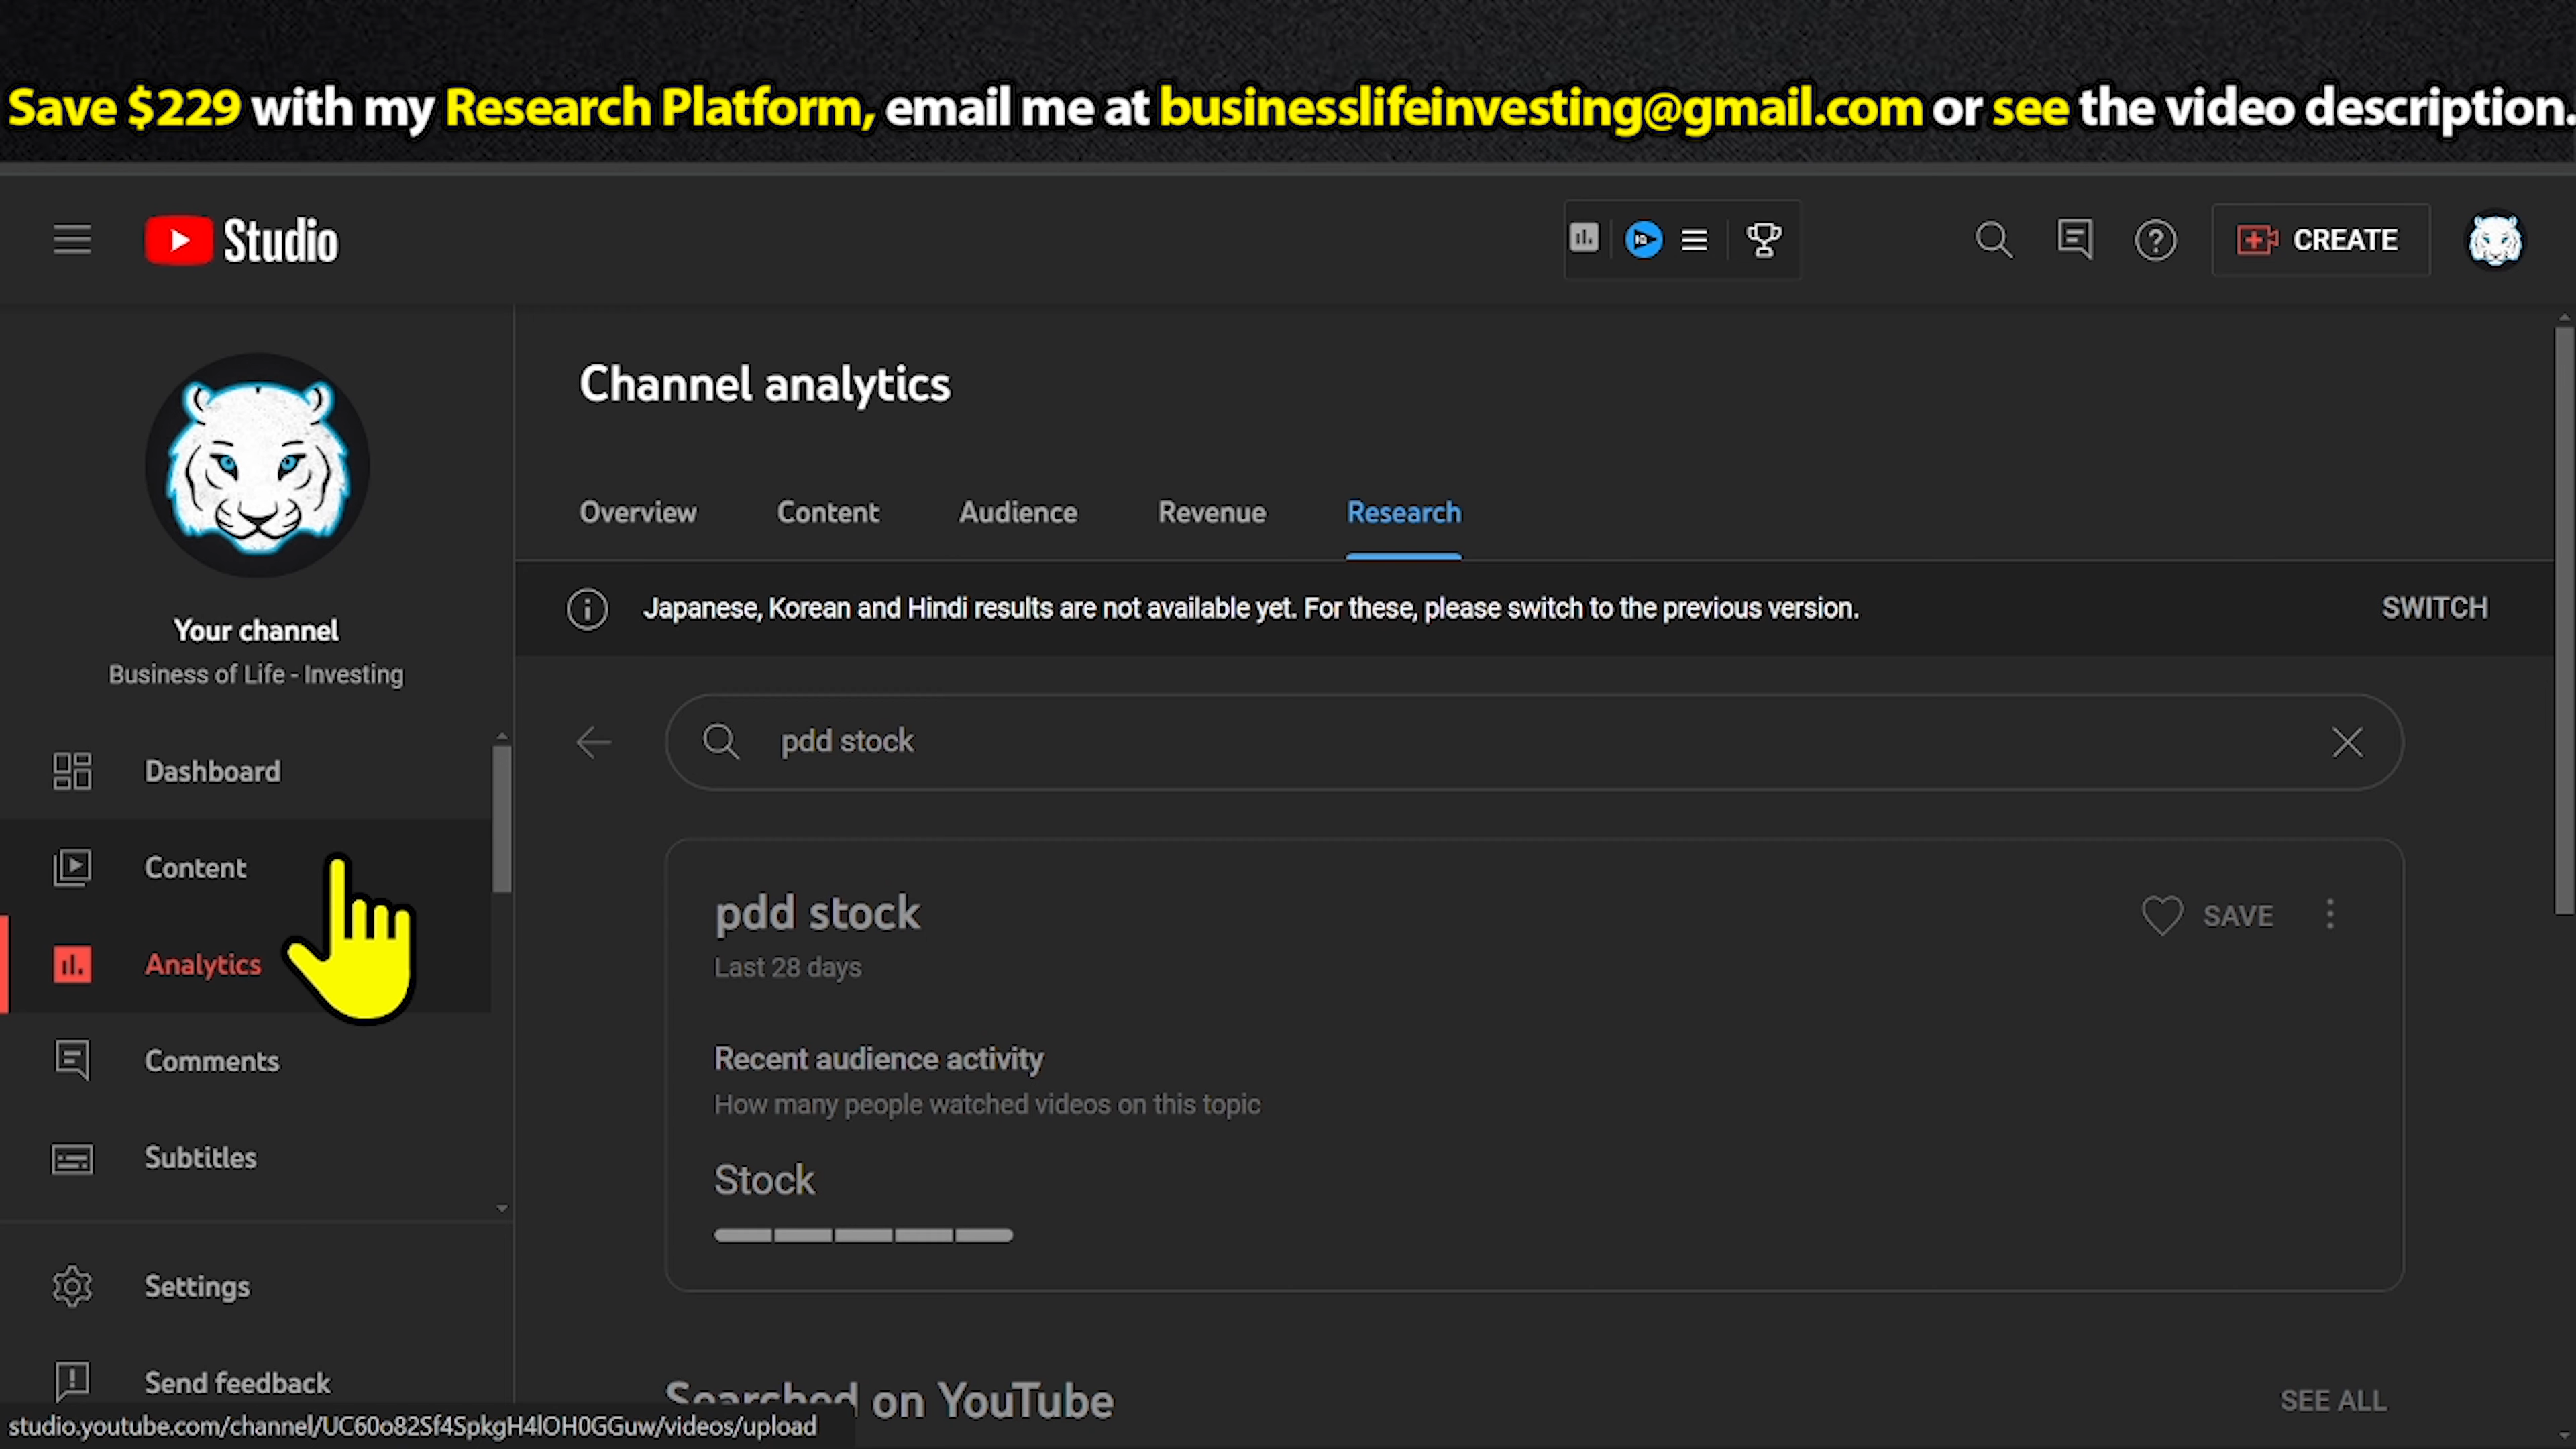 Save $229 with my Research Platform, email me at businesslifeinvesting@gmail.com or see the video description.
Studio
CREATE
Your channel
Business of Life - Investing
Dashboard
Content
Analytics
Comments
Subtitles
Settings
Send feedback
Channel analytics
Overview
Content
Audience
Revenue
Research
Japanese, Korean and Hindi results are not available yet. For these, please switch to the previous version.
SWITCH
pdd stock
pdd stock
SAVE
Last 28 days
Recent audience activity
How many people watched videos on this topic
Stock
Searched on YouTube
SEE ALL
studio.youtube.com/channel/UC60o82Sf4SpkgH4lOH0GGuw/videos/upload